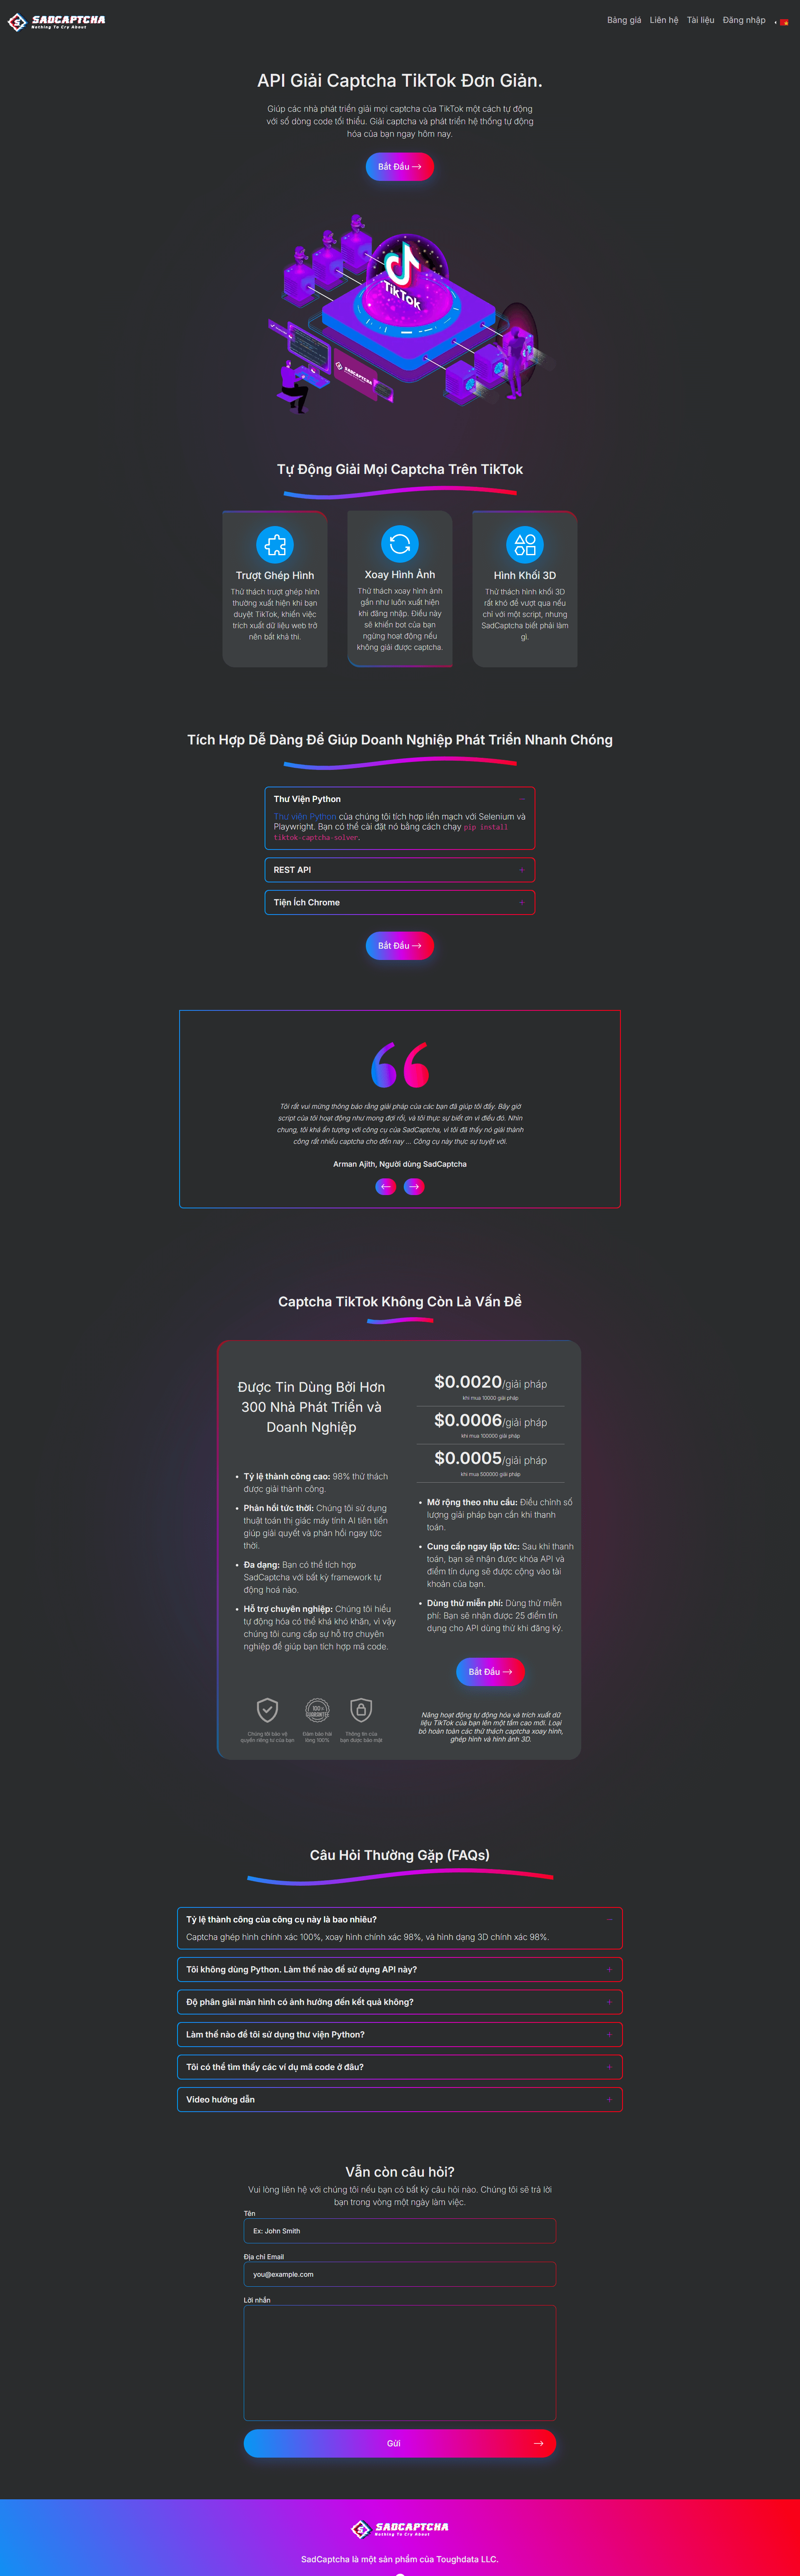 SADCAPTCHA
Nothing To Cry About
Bảng giá
Liên hệ
Tài liệu
Đăng nhập
API Giải Captcha TikTok Đơn Giản.
Giúp các nhà phát triển giải mọi captcha của TikTok một cách tự động
với số dòng code tối thiểu. Giải captcha và phát triển hệ thống tự động
hóa của bạn ngay hôm nay.
Bắt Đầu
TikTok
SADCAPTCHA
Tự Động Giải Mọi Captcha Trên TikTok
Trượt Ghép Hình
Thử thách trượt ghép hình
thường xuất hiện khi bạn
duyệt TikTok, khiến việc
trích xuất dữ liệu web trở
nên bất khả thi.
Xoay Hình Ảnh
Thử thách xoay hình ảnh
gần như luôn xuất hiện
khi đăng nhập. Điều này
sẽ khiến bot của bạn
ngừng hoạt động nếu
không giải được captcha.
Hình Khối 3D
Thử thách hình khối 3D
rất khó để vượt qua nếu
chỉ với một script, nhưng
SadCaptcha biết phải làm
gì.
Tích Hợp Dễ Dàng Để Giúp Doanh Nghiệp Phát Triển Nhanh Chóng
Thư Viện Python
Thư viện Python của chúng tôi tích hợp liền mạch với Selenium và
Playwright. Bạn có thể cài đặt nó bằng cách chạy pip install
tiktok-captcha-solver.
REST API
Tiện Ích Chrome
Bắt Đầu
Tôi rất vui mừng thông báo rằng giải pháp của các bạn đã giúp tôi đấy. Bây giờ
script của tôi hoạt động như mong đợi rồi, và tôi thực sự biết ơn vì điều đó. Nhìn
chung, tôi khá ấn tượng với công cụ của SadCaptcha, vì tôi đã thấy nó giải thành
công rất nhiều captcha cho đến nay ... Công cụ này thực sự tuyệt vời.
Arman Ajith, Người dùng SadCaptcha
Captcha TikTok Không Còn Là Vấn Đề
Được Tin Dùng Bởi Hơn
300 Nhà Phát Triển và
Doanh Nghiệp
• Tỷ lệ thành công cao: 98% thử thách
được giải thành công.
• Phản hồi tức thời: Chúng tôi sử dụng
thuật toán thị giác máy tính AI tiên tiến
giúp giải quyết và phản hồi ngay tức
thời.
• Đa dạng: Bạn có thể tích hợp
SadCaptcha với bất kỳ framework tự
động hoá nào.
• Hỗ trợ chuyên nghiệp: Chúng tôi hiểu
tự động hóa có thể khá khó khăn, vì vậy
chúng tôi cung cấp sự hỗ trợ chuyên
nghiệp để giúp bạn tích hợp mã code.
Chúng tôi bảo vệ
quyền riêng tư của bạn
100%
GUARANTEE
Đảm bảo hài
lòng 100%
Thông tin của
bạn được bảo mật
$0.0020/giải pháp
khi mua 10000 giải pháp
$0.0006/giải pháp
khi mua 100000 giải pháp
$0.0005/giải pháp
khi mua 500000 giải pháp
• Mở rộng theo nhu cầu: Điều chỉnh số
lượng giải pháp bạn cần khi thanh
toán.
• Cung cấp ngay lập tức: Sau khi thanh
toán, bạn sẽ nhận được khóa API và
điểm tín dụng sẽ được cộng vào tài
khoản của bạn.
• Dùng thử miễn phí: Dùng thử miễn
phí: Bạn sẽ nhận được 25 điểm tín
dụng cho API dùng thử khi đăng ký.
Bắt Đầu
Nâng hoạt động tự động hóa và trích xuất dữ
liệu TikTok của bạn lên một tầm cao mới. Loại
bỏ hoàn toàn các thử thách captcha xoay hình,
ghép hình và hình ảnh 3D.
Câu Hỏi Thường Gặp (FAQs)
Tỷ lệ thành công của công cụ này là bao nhiêu?
Captcha ghép hình chính xác 100%, xoay hình chính xác 98%, và hình dạng 3D chính xác 98%.
Tôi không dùng Python. Làm thế nào để sử dụng API này?
Độ phân giải màn hình có ảnh hưởng đến kết quả không?
Làm thế nào để tôi sử dụng thư viện Python?
Tôi có thể tìm thấy các ví dụ mã code ở đâu?
Video hướng dẫn
Vẫn còn câu hỏi?
Vui lòng liên hệ với chúng tôi nếu bạn có bất kỳ câu hỏi nào. Chúng tôi sẽ trả lời
bạn trong vòng một ngày làm việc.
Tên
Ex: John Smith
Địa chỉ Email
you@example.com
Lời nhắn
Gửi
SADCAPTCHA
Nothing To Cry About
SadCaptcha là một sản phẩm của Toughdata LLC.